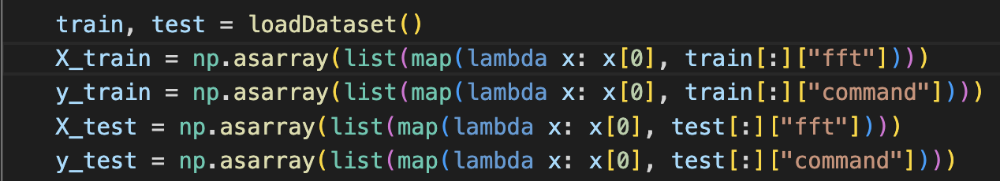 train, test = loadDataset()
X_train = np.asarray(list(map(lambda x: x[0], train[:]["fft"])))
y_train = np.asarray(list(map(lambda x: x[0], train[:]["command"])))
X_test = np.asarray(list(map(lambda x: x[0], test[:]["fft"])))
y_test = np.asarray(list(map(lambda x: x[0], test[:]["command"])))